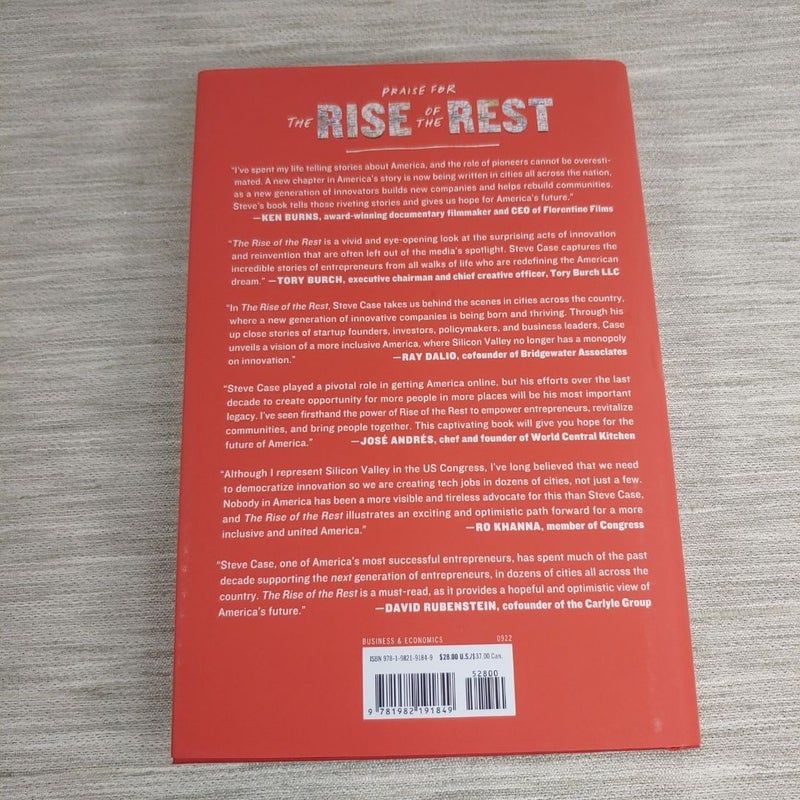 PRAISE FOR
THE RISE OF THE REST
“I’ve spent my life telling stories about America, and the role of pioneers cannot be overesti-
mated. A new chapter in America’s story is now being written in cities all across the nation,
as a new generation of innovators builds new companies and helps rebuild communities.
Steve’s book tells those riveting stories and gives us hope for America’s future.”
—KEN BURNS, award-winning documentary filmmaker and CEO of Florentine Films
“The Rise of the Rest is a vivid and eye-opening look at the surprising acts of innovation
and reinvention that are often left out of the media’s spotlight. Steve Case captures the
incredible stories of entrepreneurs from all walks of life who are redefining the American
dream.” —TORY BURCH, executive chairman and chief creative officer, Tory Burch LLC
“In The Rise of the Rest, Steve Case takes us behind the scenes in cities across the country,
where a new generation of innovative companies is being born and thriving. Through his
up close stories of startup founders, investors, policymakers, and business leaders, Case
unveils a vision of a more inclusive America, where Silicon Valley no longer has a monopoly
on innovation.” —RAY DALIO, cofounder of Bridgewater Associates
“Steve Case played a pivotal role in getting America online, but his efforts over the last
decade to create opportunity for more people in more places will be his most important
legacy. I’ve seen firsthand the power of Rise of the Rest to empower entrepreneurs, revitalize
communities, and bring people together. This captivating book will give you hope for the
future of America.” —JOSÉ ANDRÉS, chef and founder of World Central Kitchen
“Although I represent Silicon Valley in the US Congress, I’ve long believed that we need
to democratize innovation so we are creating tech jobs in dozens of cities, not just a few.
Nobody in America has been a more visible and tireless advocate for this than Steve Case,
and The Rise of the Rest illustrates an exciting and optimistic path forward for a more
inclusive and united America.” —RO KHANNA, member of Congress
“Steve Case, one of America’s most successful entrepreneurs, has spent much of the past
decade supporting the next generation of entrepreneurs, in dozens of cities all across the
country. The Rise of the Rest is a must-read, as it provides a hopeful and optimistic view of
America’s future.” —DAVID RUBENSTEIN, cofounder of the Carlyle Group
BUSINESS & ECONOMICS 0922
ISBN 978-1-9821-9184-9 $28.00 U.S./$37.00 Can.
52800
9 781982 191849